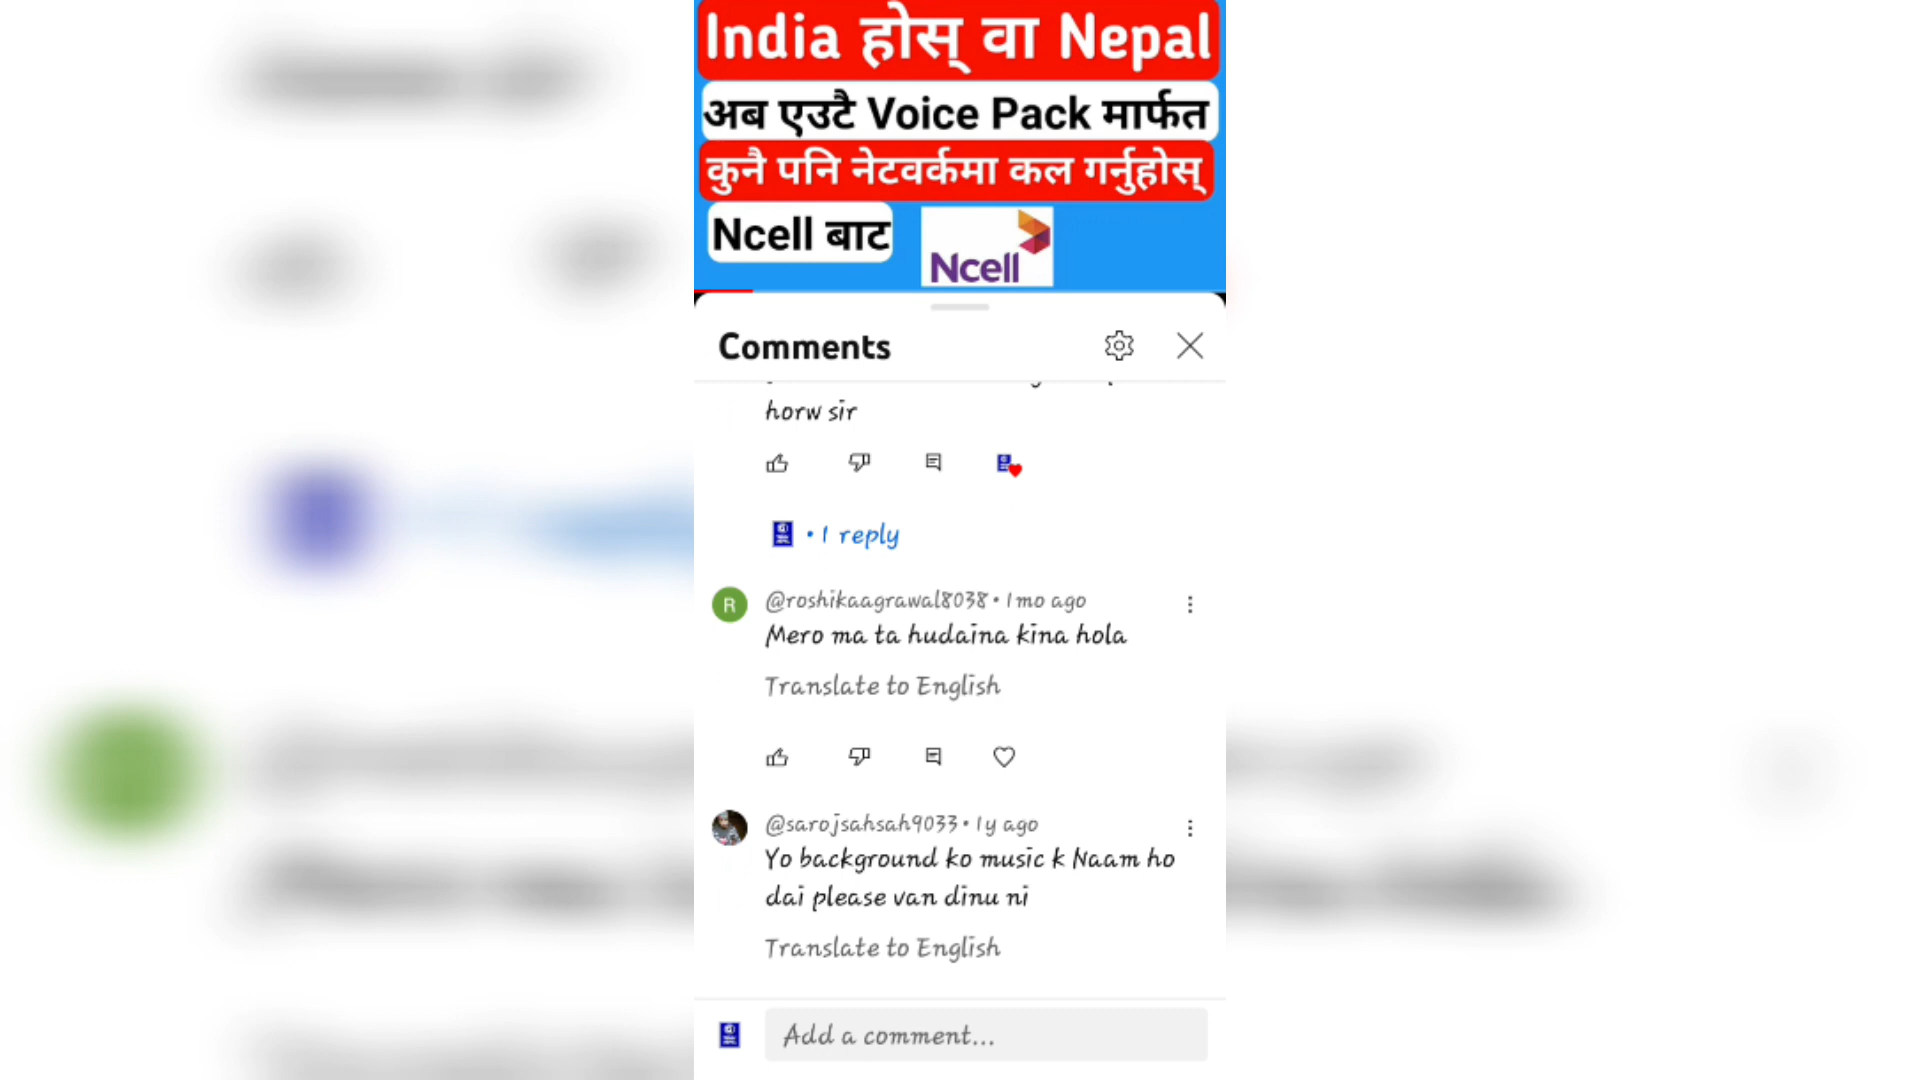 India होस् वा Nepal
अब एउटै Voice Pack मार्फत
कुनै पनि नेटवर्कमा कल गर्नुहोस्
Ncell बाट
Ncell
Comments
horw sir
• 1 reply
R
@roshikaagrawal8038 • 1mo ago
Mero ma ta hudaina kina hola
Translate to English
@sarojsahsah9033 • 1y ago
Yo background ko music k Naam ho
dai please van dinu ni
Translate to English
Add a comment...